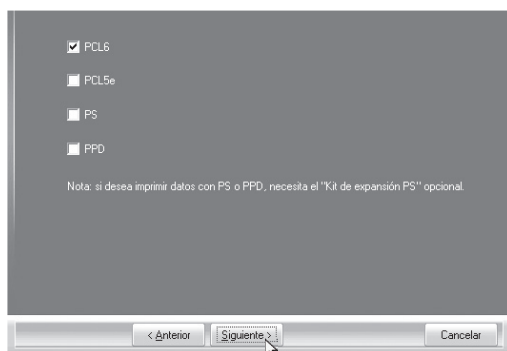 PCL6
PCL5e
PS
PPD
Nota: si desea imprimir datos con PS o PPD, necesita el "Kit de expansión PS" opcional.
< Anterior
Siguiente >
Cancelar